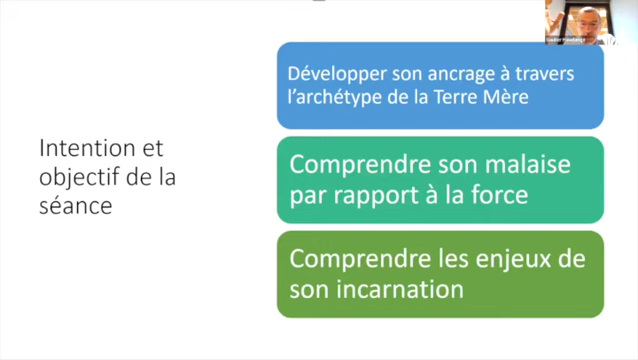 Intention et
objectif de la
séance
Développer son ancrage à travers
l'archétype de la Terre Mère
Comprendre son malaise
par rapport à la force
Comprendre les enjeux de
son incarnation